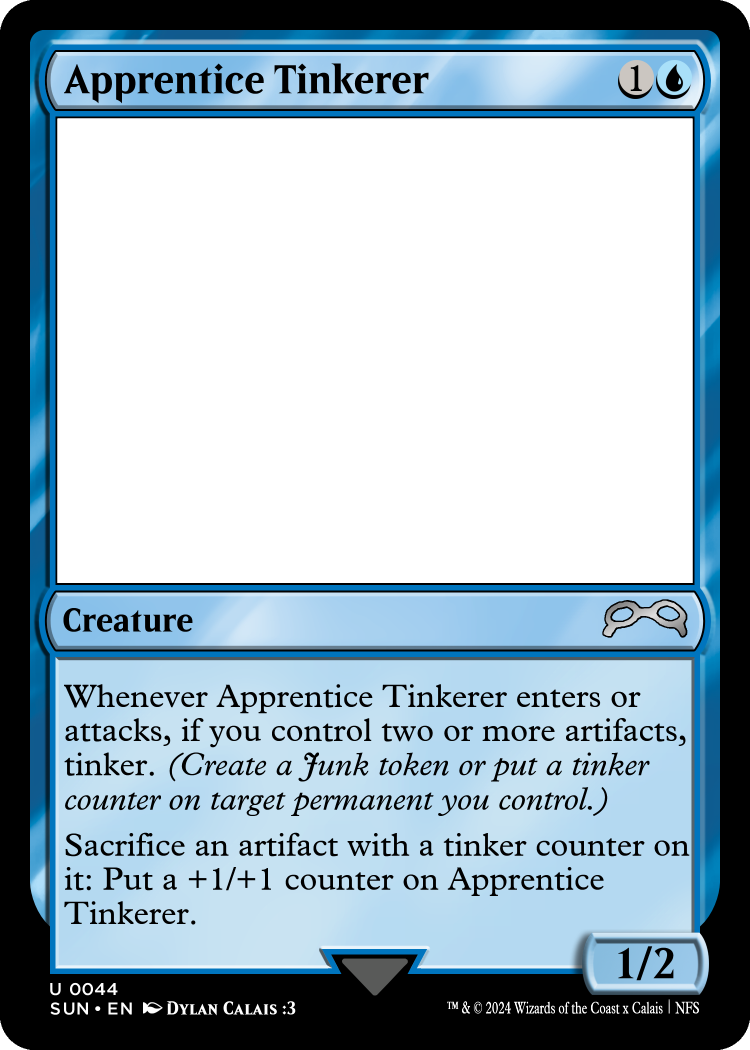 Apprentice Tinkerer 1
Creature
Whenever Apprentice Tinkerer enters or
attacks, if you control two or more artifacts,
tinker. (Create a Junk token or put a tinker
counter on target permanent you control.)
Sacrifice an artifact with a tinker counter on
it: Put a +1/+1 counter on Apprentice
Tinkerer.
1/2
U 0044
SUN • EN Dylan Calais :3
™ & © 2024 Wizards of the Coast x Calais | NFS